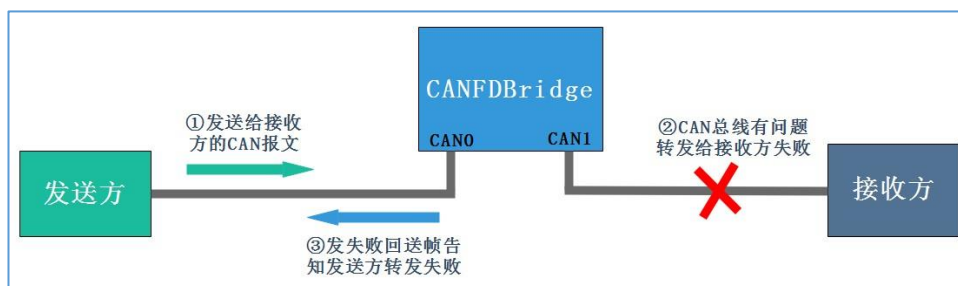 CANFDBridge
CAN0
CAN1
①发送给接收
方的CAN报文
②CAN总线有问题
转发给接收方失败
发送方
接收方
③发失败回送帧告
知发送方转发失败